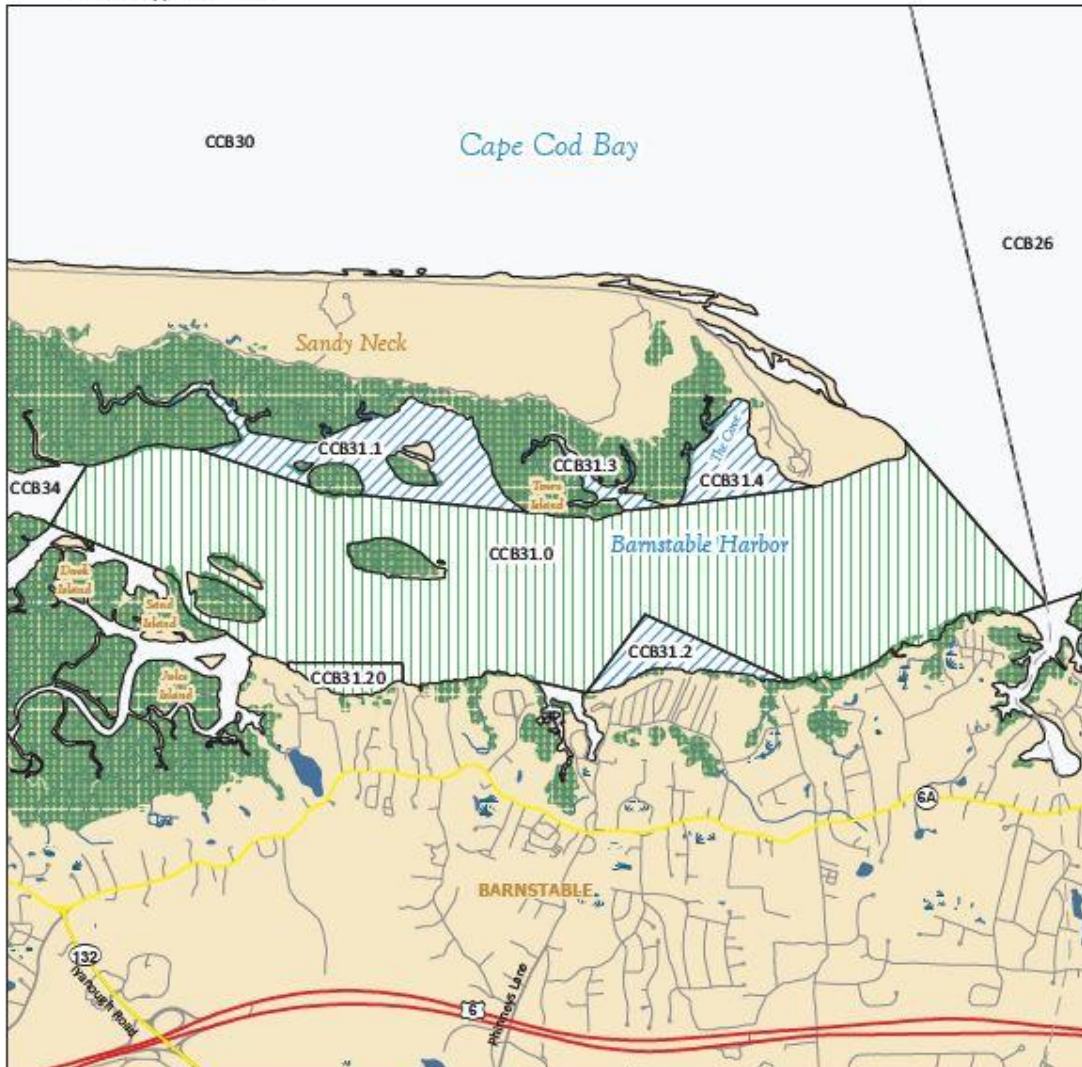 CCB30
Cape Cod Bay
CCB26
Sandy Neck
CCB31.1
The Cove
CCB31.3
CCB31.4
CCB34
Town
Island
CCB31.0
Barnstable Harbor
Island
Sand
Island
CCB31.2
CCB31.20
Jules
Island
6A
BARNSTABLE
132
Iyanough Road
6
Phinneys Lane